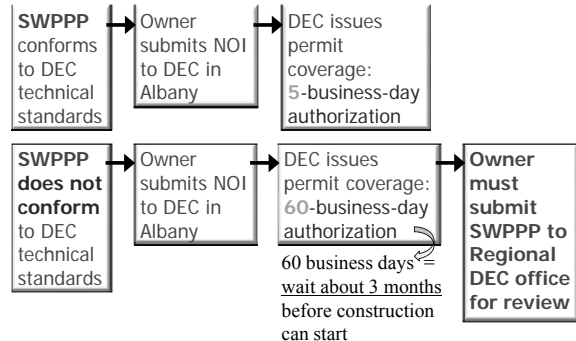 SWPPP
conforms
to DEC
technical
standards
Owner
submits NOI
to DEC in
Albany
DEC issues
permit
coverage:
5-business-day
authorization
SWPPP
does not
conform
to DEC
technical
standards
Owner
submits NOI
to DEC in
Albany
DEC issues
permit coverage:
60-business-day
authorization
60 business days =
wait about 3 months
before construction
can start
Owner
must
submit
SWPPP to
Regional
DEC office
for review